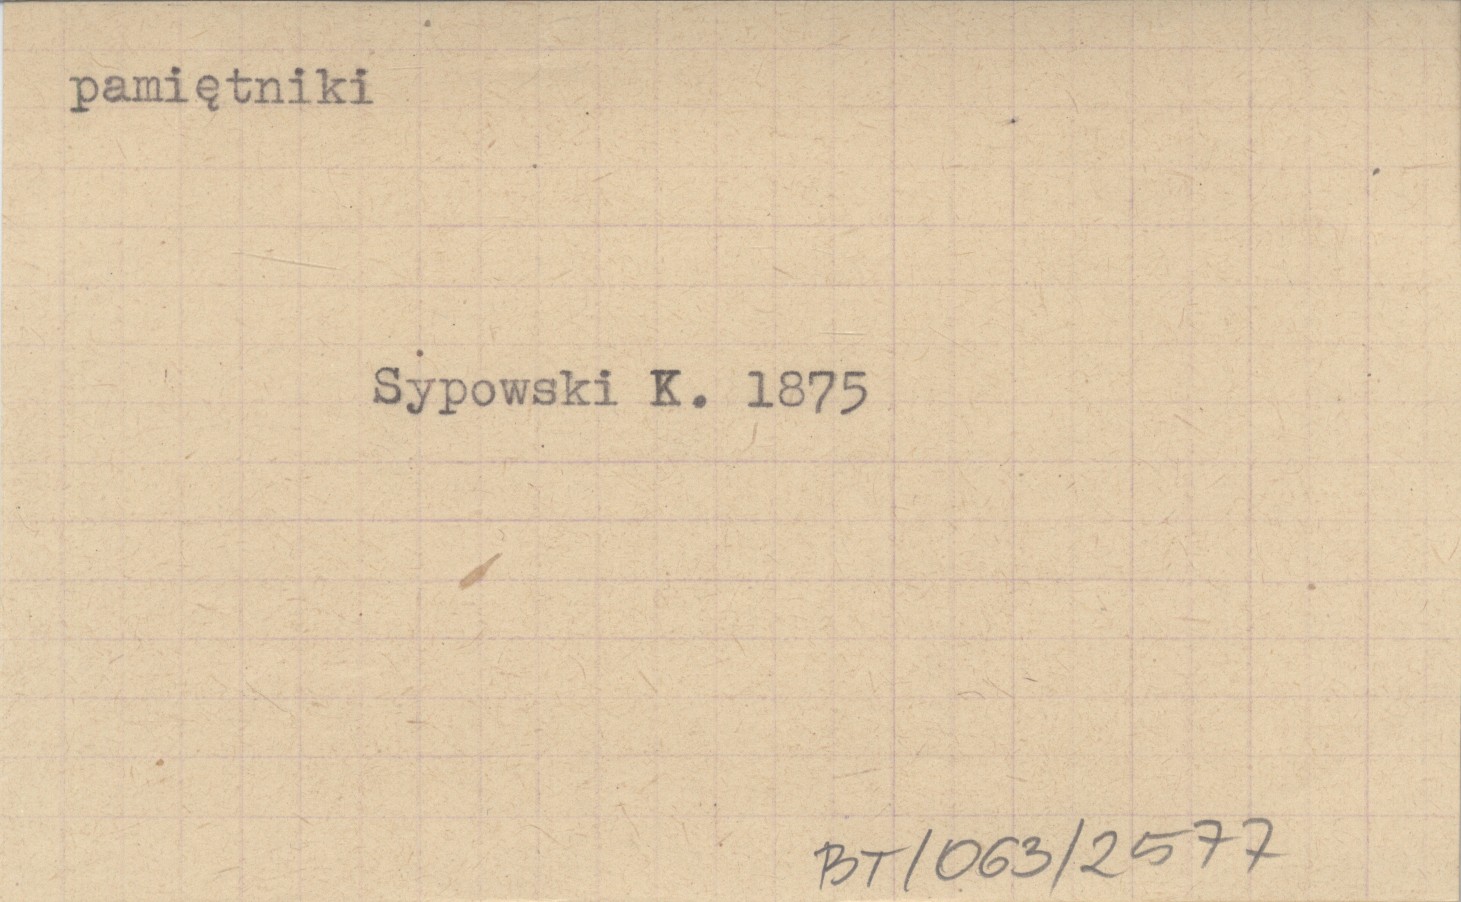 pamiętniki
Sypowski K. 1875
BT/063/2577